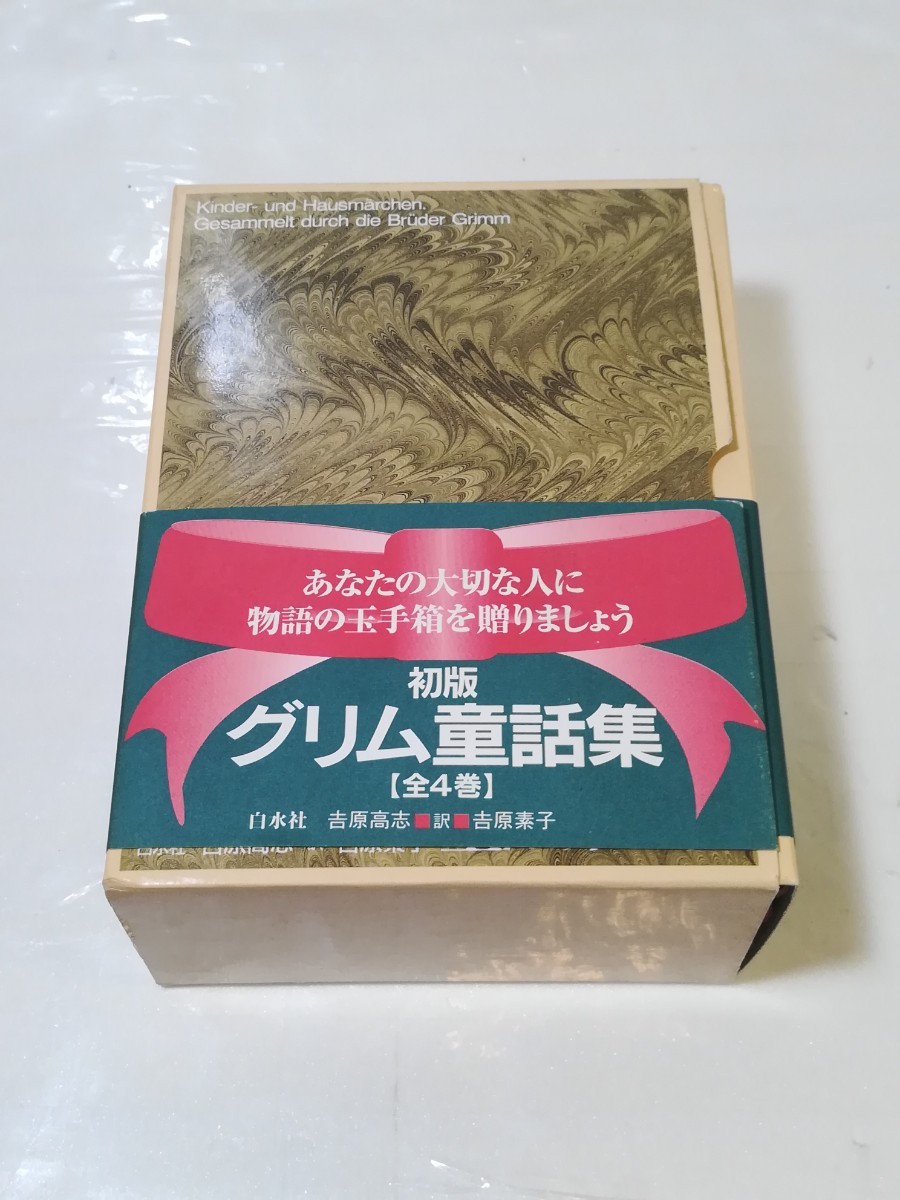 Kinder- und Hausmärchen.
Gesammelt durch die Brüder Grimm
あなたの大切な人に
物語の玉手箱を贈りましょう
初版
グリム童話集
【全4巻】
白水社 吉原高志■訳■吉原素子